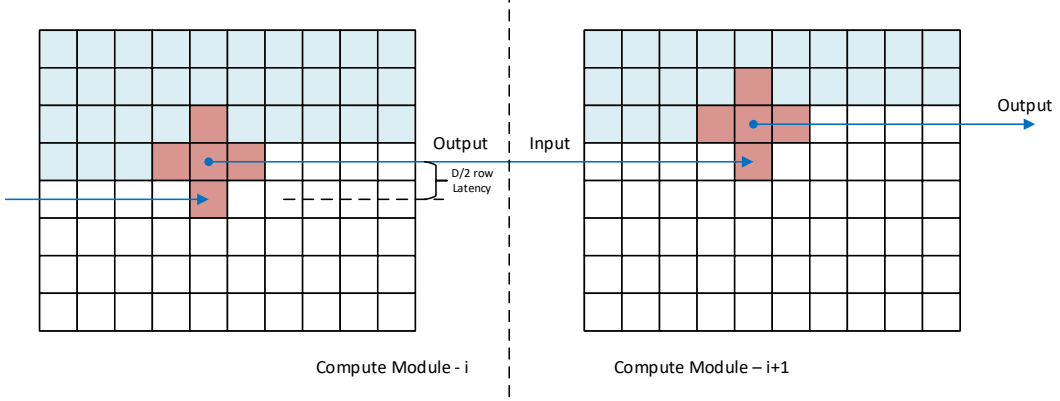 Output
Output
Input
D/2 row
Latency
Compute Module - i
Compute Module – i+1